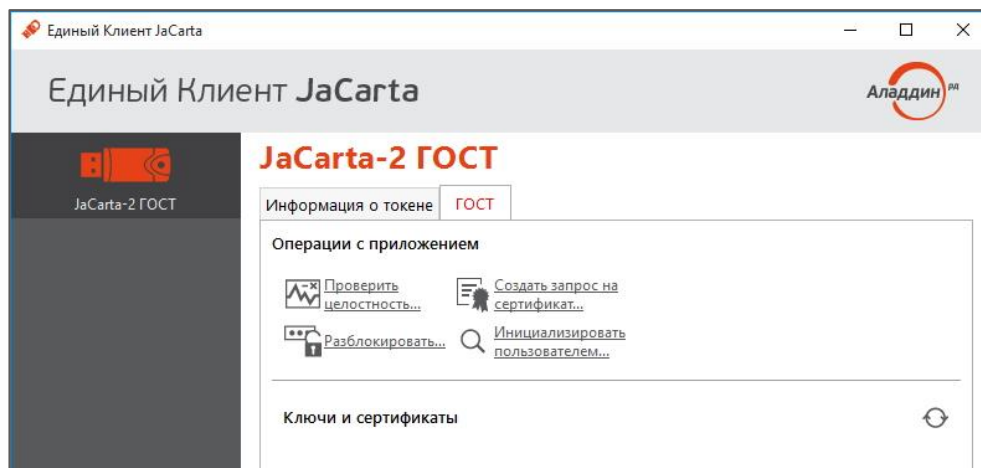 Единый Клиент JaCarta
Единый Клиент JaCarta
Аладдин РД
JaCarta-2 ГОСТ
JaCarta-2 ГОСТ
Информация о токене
ГОСТ
Операции с приложением
Проверить
целостность...
Создать запрос на
сертификат...
Разблокировать...
Инициализировать
пользователем...
Ключи и сертификаты